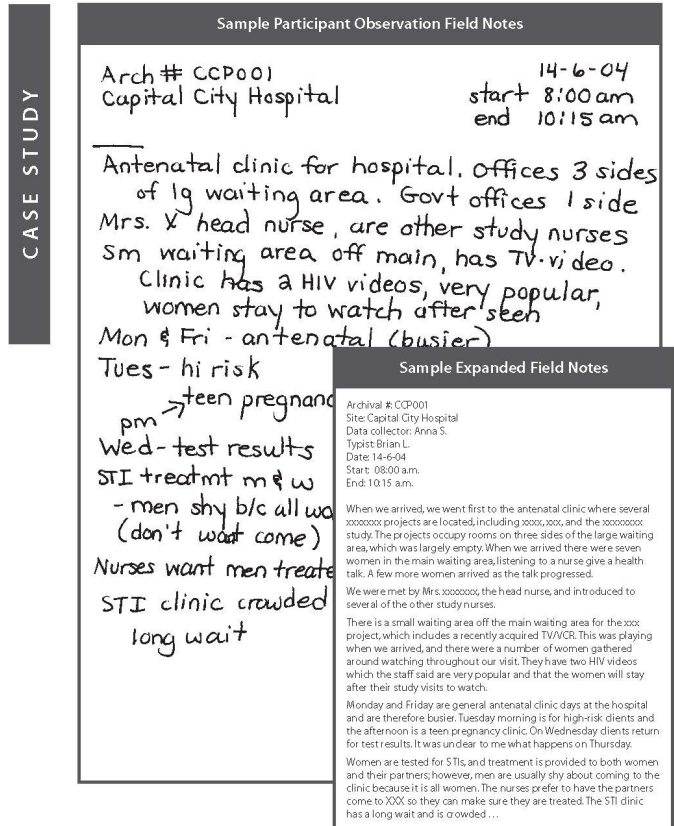 CASE STUDY
Sample Participant Observation Field Notes
Arch # CCP001
14-6-04
Capital City Hospital
start 8:00 am
end 10:15 am
Antenatal clinic for hospital. Offices 3 sides
of lg waiting area. Govt offices 1 side
Mrs. X head nurse, are other study nurses
Sm waiting area off main, has TV-video.
Clinic has 2 HIV videos, very popular,
women stay to watch after seen
Mon & Fri - antenatal (busier)
Tues - hi risk
teen pregnanc
pm
Wed - test results
STI treatmt m & w
- men shy b/c all wo
(don't want come)
Nurses want men treate
STI clinic crowded
long wait
Sample Expanded Field Notes
Archival #: CCP001
Site: Capital City Hospital
Data collector: Anna S.
Typist: Brian L.
Date: 14-6-04
Start: 08:00 a.m.
End: 10:15 a.m.
When we arrived, we went first to the antenatal clinic where several
xxxxxxx projects are located, including xxxx, xxx, and the xxxxxxxx
study. The projects occupy rooms on three sides of the large waiting
area, which was largely empty. When we arrived there were seven
women in the main waiting area, listening to a nurse give a health
talk. A few more women arrived as the talk progressed.
We were met by Mrs. xxxxxxx, the head nurse, and introduced to
several of the other study nurses.
There is a small waiting area off the main waiting area for the xxx
project, which includes a recently acquired TV/VCR. This was playing
when we arrived, and there were a number of women gathered
around watching throughout our visit. They have two HIV videos
which the staff said are very popular and that the women will stay
after their study visits to watch.
Monday and Friday are general antenatal clinic days at the hospital
and are therefore busier. Tuesday morning is for high-risk clients and
the afternoon is a teen pregnancy clinic. On Wednesday clients return
for test results. It was unclear to me what happens on Thursday.
Women are tested for STIs, and treatment is provided to both women
and their partners; however, men are usually shy about coming to the
clinic because it is all women. The nurses prefer to have the partners
come to XXX so they can make sure they are treated. The STI clinic
has a long wait and is crowded . . .